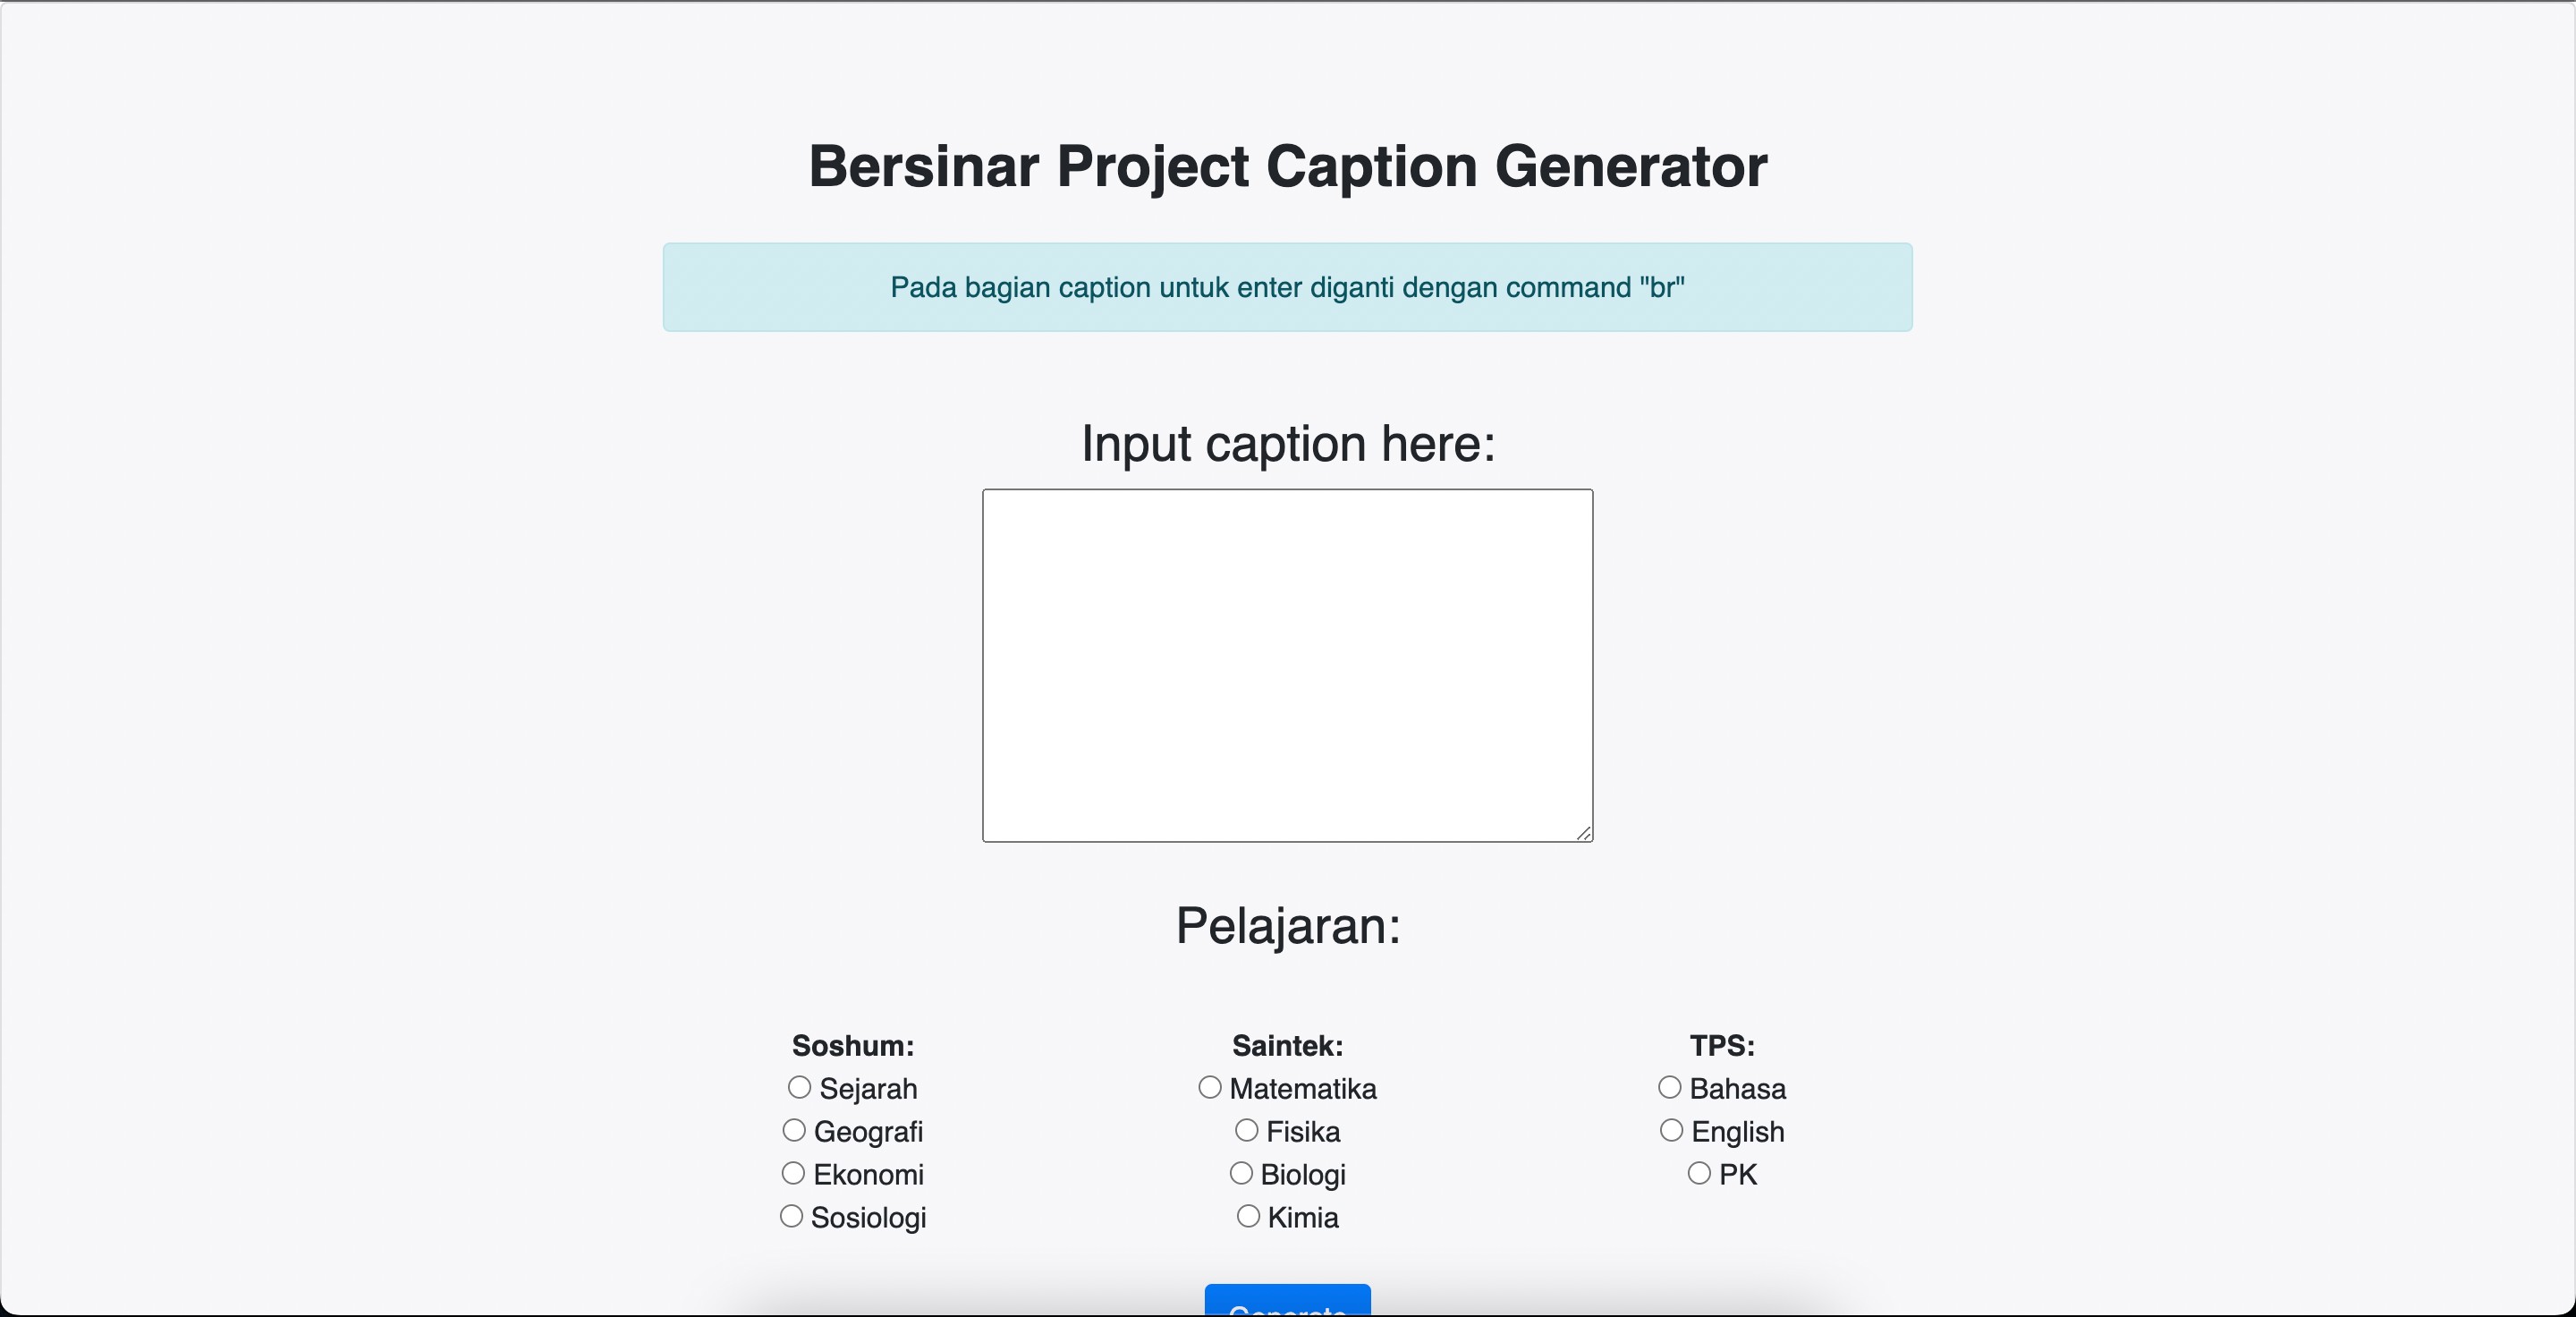 Bersinar Project Caption Generator
Pada bagian caption untuk enter diganti dengan command "br"
Input caption here:
Pelajaran:
Soshum:
Sejarah
Geografi
Ekonomi
Sosiologi
Saintek:
Matematika
Fisika
Biologi
Kimia
TPS:
Bahasa
English
PK
Generate